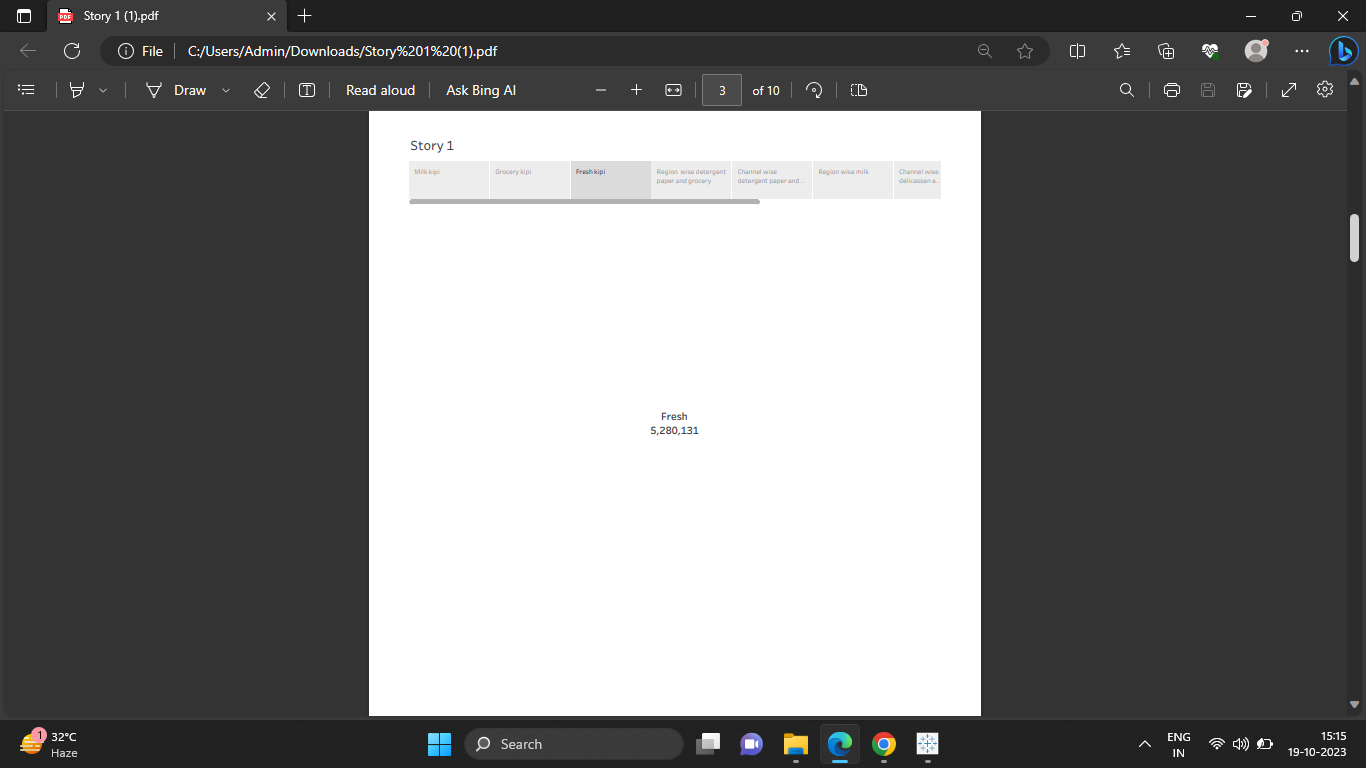 Story 1 (1).pdf
File
C:/Users/Admin/Downloads/Story%201%20(1).pdf
Draw
Read aloud
Ask Bing AI
3 of 10
Story 1
Milk kipi
Grocery kipi
Fresh kipi
Region wise detergent
paper and grocery
Channel wise
detergent paper and ..
Region wise milk
Channel wise
delicassen a..
Fresh
5,280,131
1
32°C
Haze
Search
ENG
IN
15:15
19-10-2023